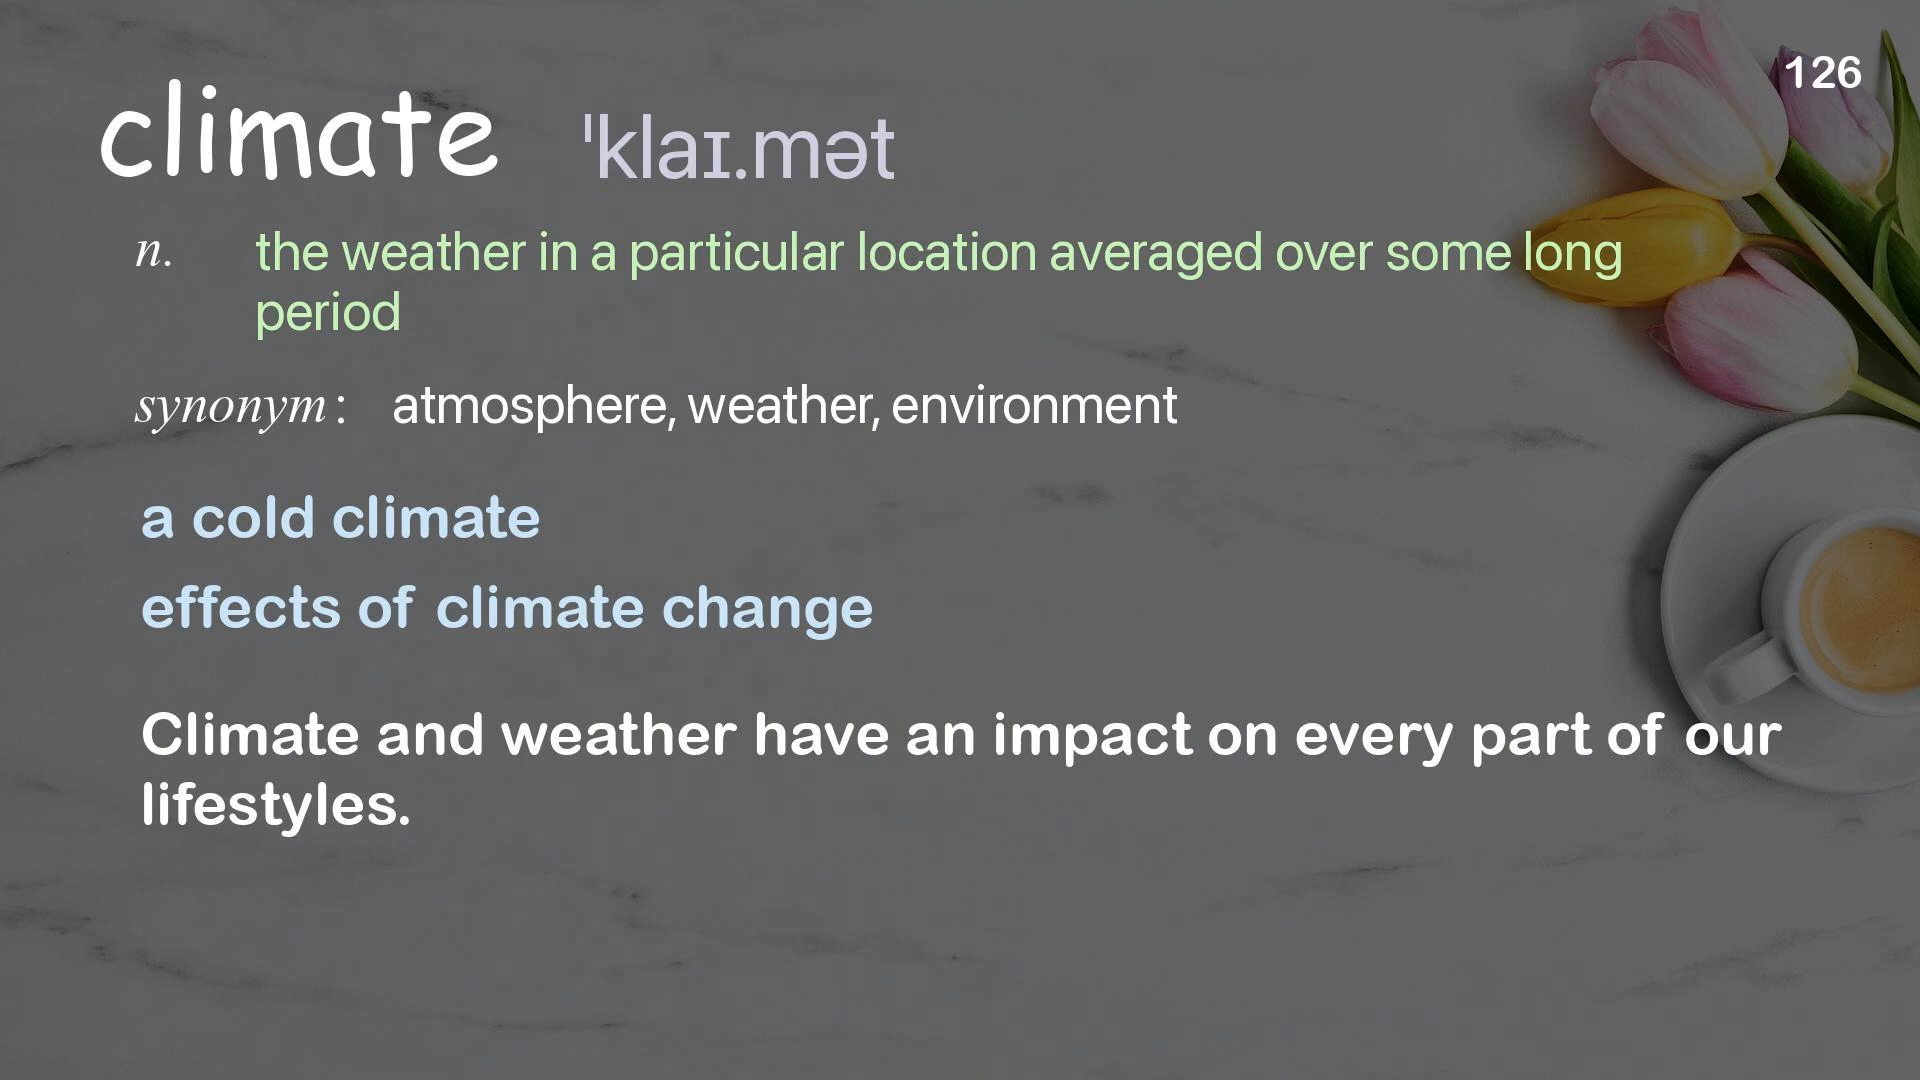 126
climate ˈklaɪ.mət
n. the weather in a particular location averaged over some long
period
synonym: atmosphere, weather, environment
a cold climate
effects of climate change
Climate and weather have an impact on every part of our
lifestyles.